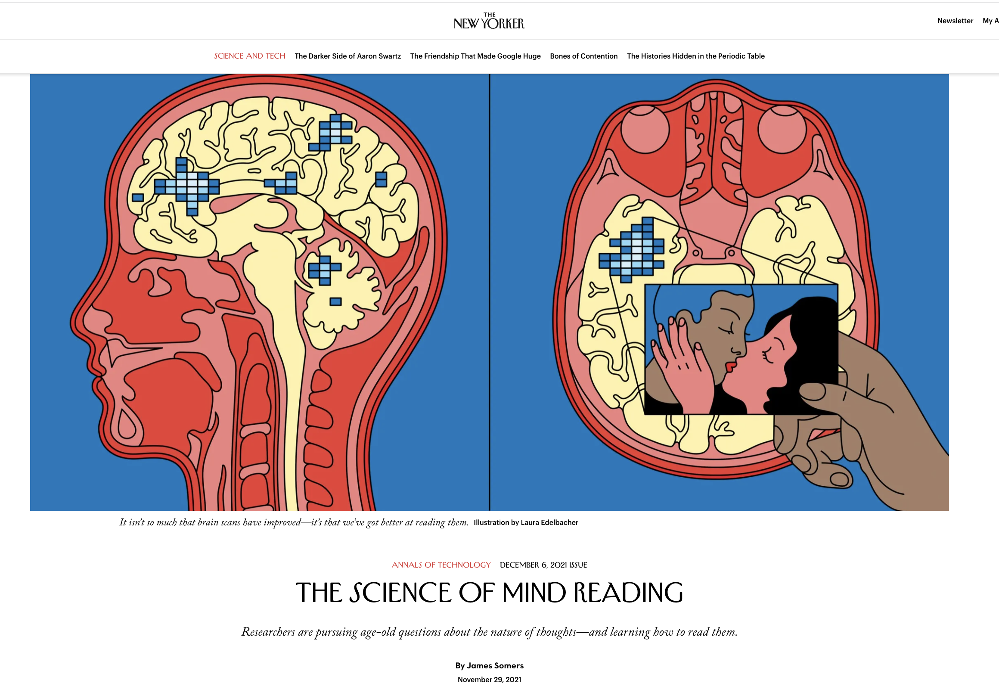 THE
NEW YORKER
Newsletter My A
SCIENCE AND TECH The Darker Side of Aaron Swartz The Friendship That Made Google Huge Bones of Contention The Histories Hidden in the Periodic Table
It isn't so much that brain scans have improved—it's that we've got better at reading them. Illustration by Laura Edelbacher
ANNALS OF TECHNOLOGY DECEMBER 6, 2021 ISSUE
THE SCIENCE OF MIND READING
Researchers are pursuing age-old questions about the nature of thoughts—and learning how to read them.
By James Somers
November 29, 2021